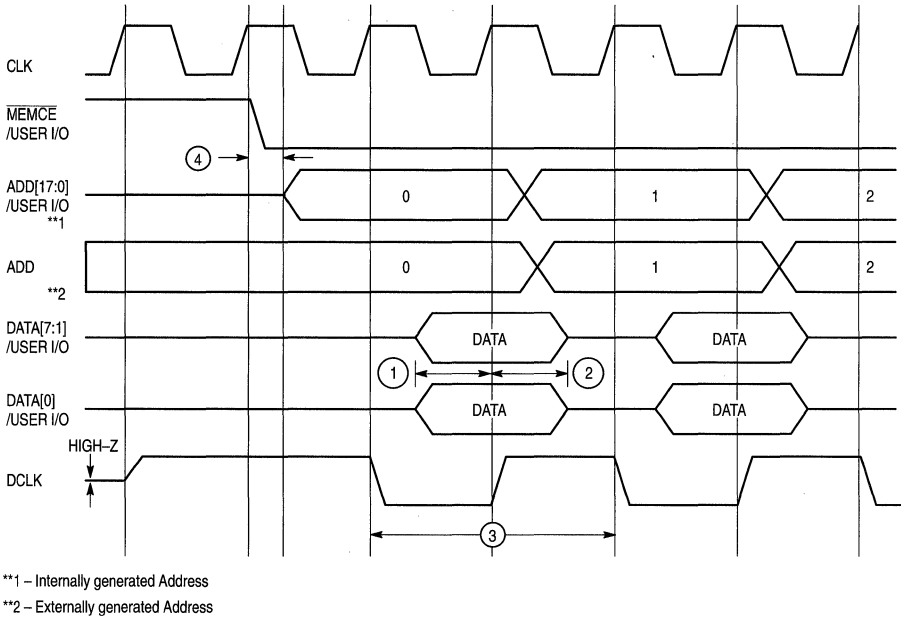 CLK
MEMCE
/USER I/O
4
ADD[17:0]
/USER I/O
**1
0
1
2
ADD
**2
0
1
2
DATA[7:1]
/USER I/O
DATA
DATA
1
2
DATA[0]
/USER I/O
DATA
DATA
HIGH–Z
DCLK
3
**1 – Internally generated Address
**2 – Externally generated Address